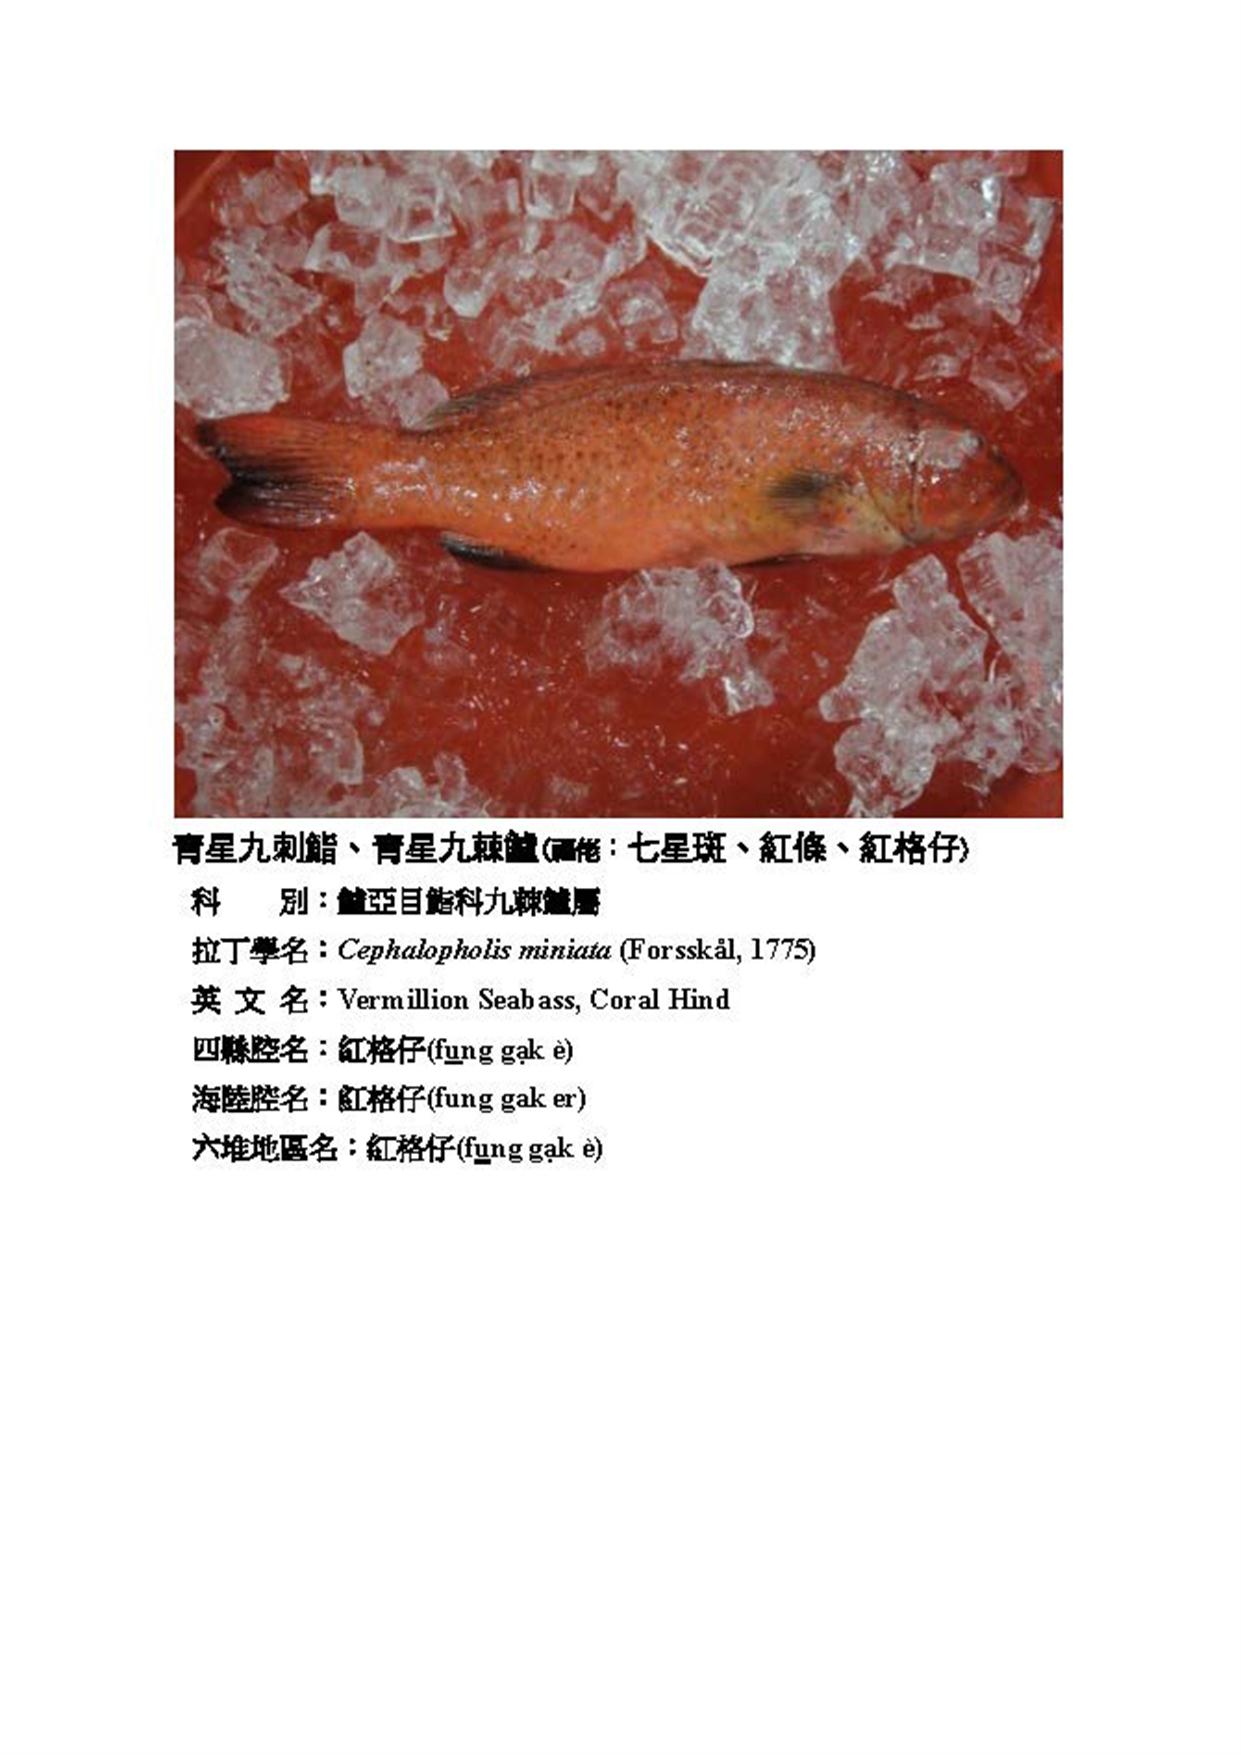 青星九刺鮨、青星九棘鱸(福佬：七星斑、紅條、紅格仔)
科　　別：鱸亞目鮨科九棘鱸屬
拉丁學名：Cephalopholis miniata (Forsskål, 1775)
英 文 名：Vermillion Seabass, Coral Hind
四縣腔名：紅格仔(fung gak è)
海陸腔名：紅格仔(fung gak er)
六堆地區名：紅格仔(fung gak è)